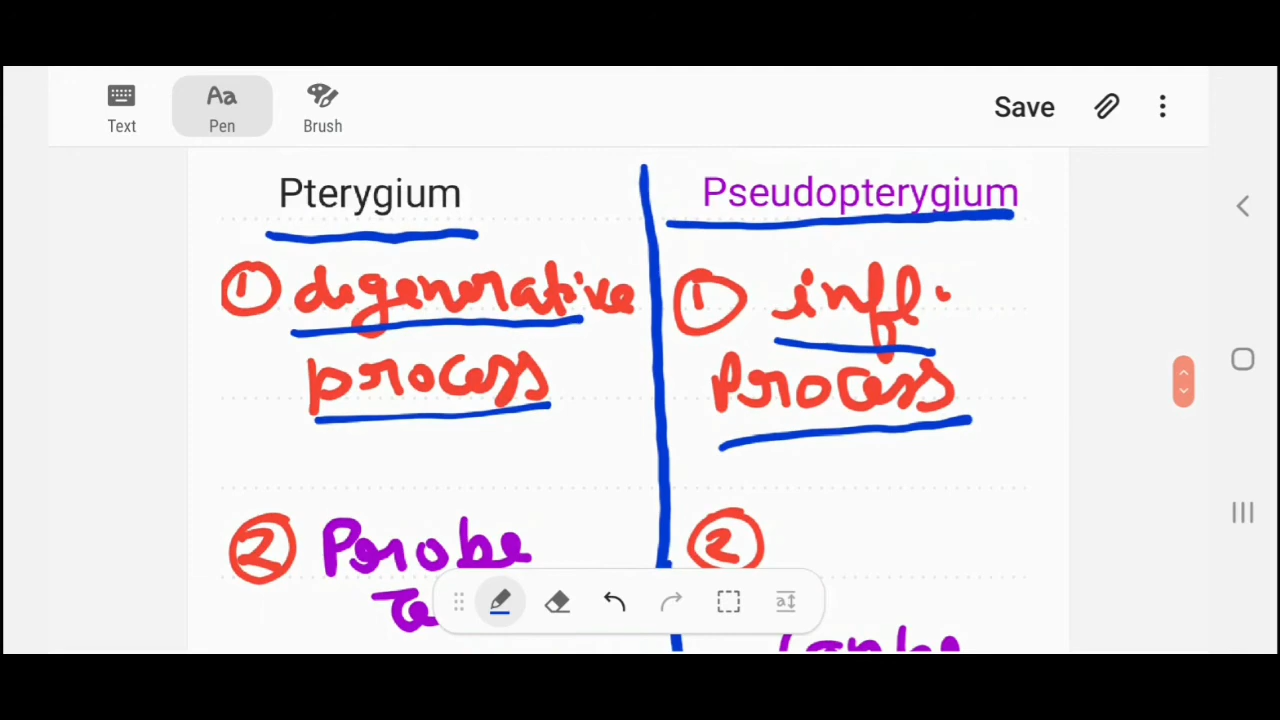 Text
Pen
Brush
Save
Pterygium
Pseudopterygium
① degenerative
process
① infl.
Process
② Probe
②